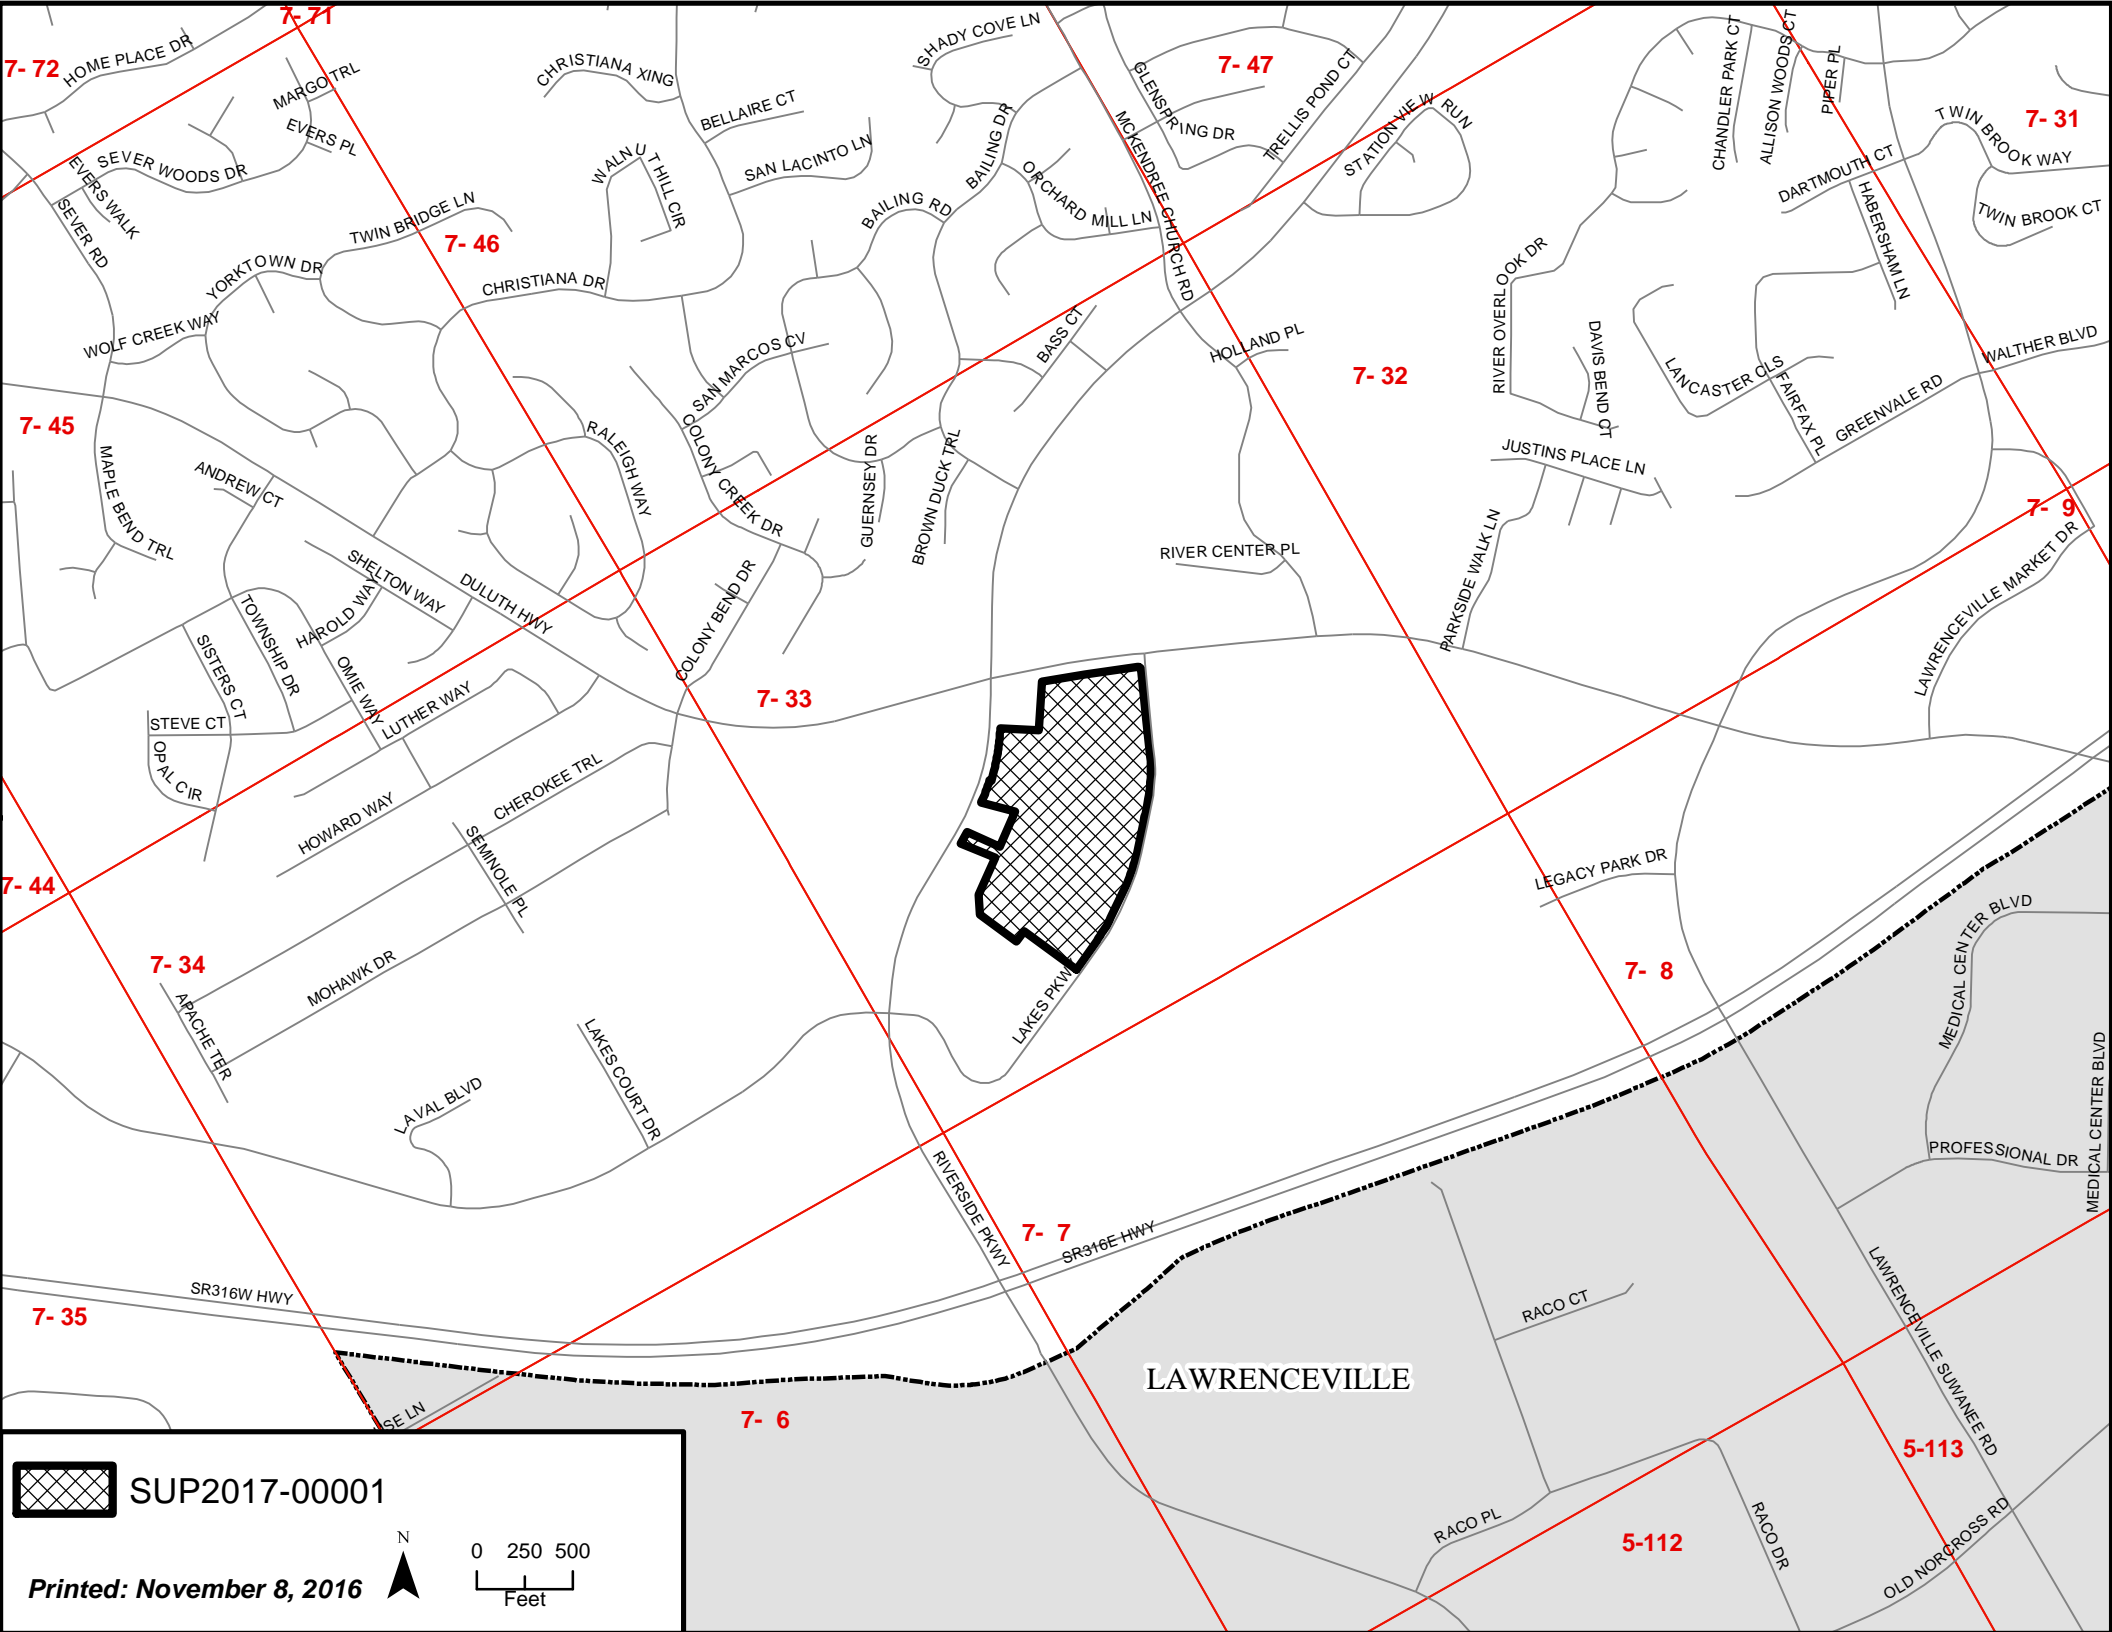 7- 71
7- 72
HOME PLACE DR
MARGO TRL
EVERS PL
SEVER WOODS DR
EVERS WALK
SEVER RD
CHRISTIANA XING
BELLAIRE CT
SAN LACINTO LN
WALNUT HILL CIR
SHADY COVE LN
BAILING DR
BAILING RD
ORCHARD MILL LN
MCKENDREE CHURCH RD
GLENSPRING DR
7- 47
TRELLIS POND CT
STATION VIEW RUN
CHANDLER PARK CT
ALLISON WOODS CT
PIPER PL
TWIN BROOK WAY
7- 31
DARTMOUTH CT
HABERSHAM LN
TWIN BROOK CT
TWIN BRIDGE LN
7- 46
YORKTOWN DR
CHRISTIANA DR
WOLF CREEK WAY
SAN MARCOS CV
BASS CT
HOLLAND PL
7- 32
RIVER OVERLOOK DR
DAVIS BEND CT
LANCASTER CLS
FAIRFAX PL
WALTHER BLVD
GREENVALE RD
7- 45
MAPLE BEND TRL
ANDREW CT
RALEIGH WAY
COLONY CREEK DR
GUERNSEY DR
BROWN DUCK TRL
JUSTINS PLACE LN
7- 9
RIVER CENTER PL
PARKSIDE WALK LN
LAWRENCEVILLE MARKET DR
SHELTON WAY
DULUTH HWY
HAROLD WAY
TOWNSHIP DR
SISTERS CT
OMIE WAY
COLONY BEND DR
LUTHER WAY
STEVE CT
OPAL CIR
7- 33
CHEROKEE TRL
HOWARD WAY
SEMINOLE PL
7- 44
LEGACY PARK DR
7- 34
MOHAWK DR
APACHE TER
7- 8
MEDICAL CENTER BLVD
LAKES PKWY
LAKES COURT DR
LAVAL BLVD
MEDICAL CENTER BLVD
PROFESSIONAL DR
RIVERSIDE PKWY
7- 7
SR316E HWY
SR316W HWY
7- 35
LAWRENCEVILLE SUWANEE RD
RACO CT
LAWRENCEVILLE
SE LN
7- 6
5-113
RACO PL
RACO DR
5-112
OLD NORCROSS RD
SUP2017-00001
N
0 250 500
Feet
Printed: November 8, 2016